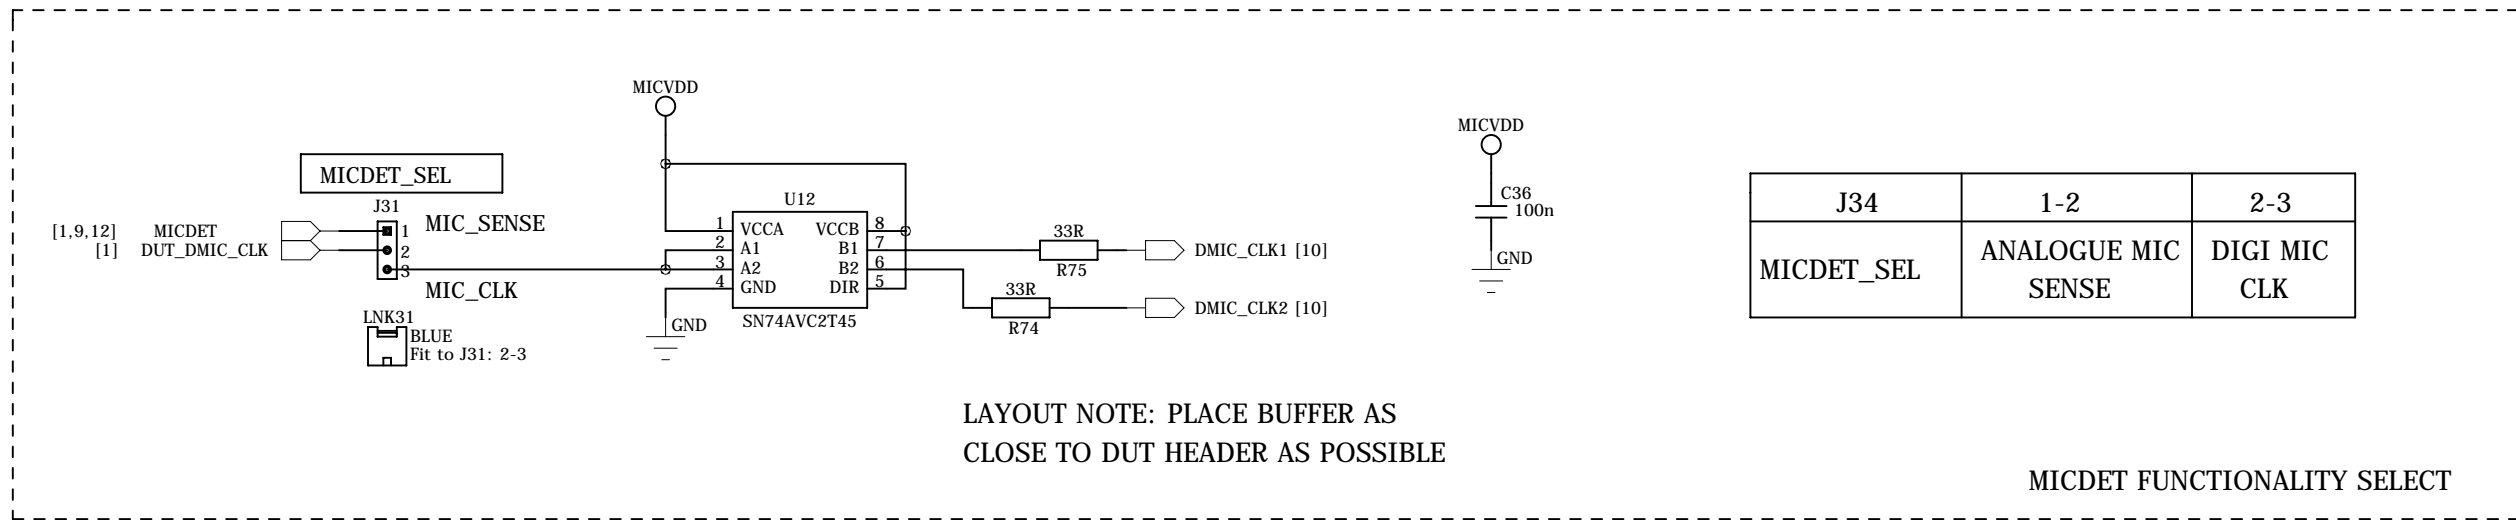 MICVDD
MICVDD
MICDET_SEL
J31
MIC_SENSE
U12
C36
100n
J34 1-2 2-3
[1,9,12] MICDET 1
[1] DUT_DMIC_CLK 2
3
1 VCCA VCCB 8
2 A1 B1 7
3 A2 B2 6
4 GND DIR 5
33R
R75
DMIC_CLK1 [10]
GND
MICDET_SEL ANALOGUE MIC SENSE DIGI MIC CLK
MIC_CLK
33R
R74
DMIC_CLK2 [10]
SN74AVC2T45
GND
LNK31
BLUE
Fit to J31: 2-3
LAYOUT NOTE: PLACE BUFFER AS
CLOSE TO DUT HEADER AS POSSIBLE
MICDET FUNCTIONALITY SELECT